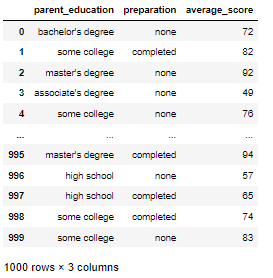 parent_education preparation average_score
0 bachelor's degree none 72
1 some college completed 82
2 master's degree none 92
3 associate's degree none 49
4 some college none 76
... ... ... ...
995 master's degree completed 94
996 high school none 57
997 high school completed 65
998 some college completed 74
999 some college none 83
1000 rows × 3 columns